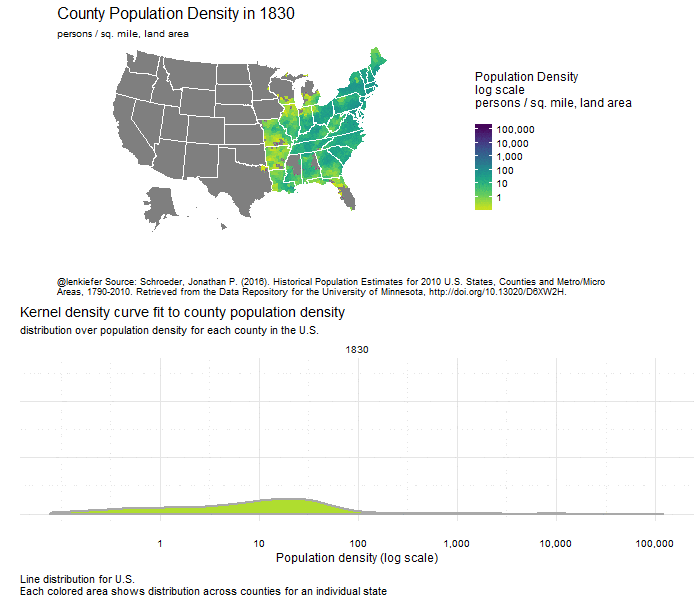 County Population Density in 1830
persons / sq. mile, land area
Population Density
log scale
persons / sq. mile, land area
100,000
10,000
1,000
100
10
1
@lenkiefer Source: Schroeder, Jonathan P. (2016). Historical Population Estimates for 2010 U.S. States, Counties and Metro/Micro
Areas, 1790-2010. Retrieved from the Data Repository for the University of Minnesota, http://doi.org/10.13020/D6XW2H.
Kernel density curve fit to county population density
distribution over population density for each county in the U.S.
1830
1 10 100 1,000 10,000 100,000
Population density (log scale)
Line distribution for U.S.
Each colored area shows distribution across counties for an individual state